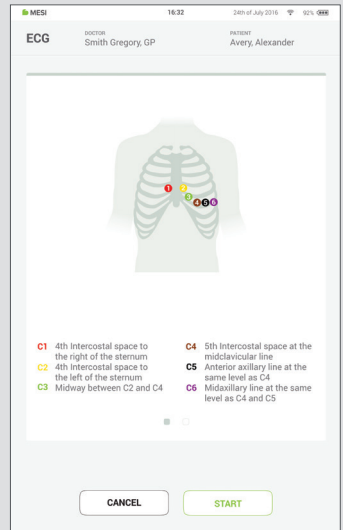 MESI 16:32 24th of July 2016 92%
ECG
DOCTOR
Smith Gregory, GP
PATIENT
Avery, Alexander
1 2
3
4 5 6
C1 4th Intercostal space to
the right of the sternum
C2 4th Intercostal space to
the left of the sternum
C3 Midway between C2 and C4
C4 5th Intercostal space at the
midclavicular line
C5 Anterior axillary line at the
same level as C4
C6 Midaxillary line at the same
level as C4 and C5
CANCEL START